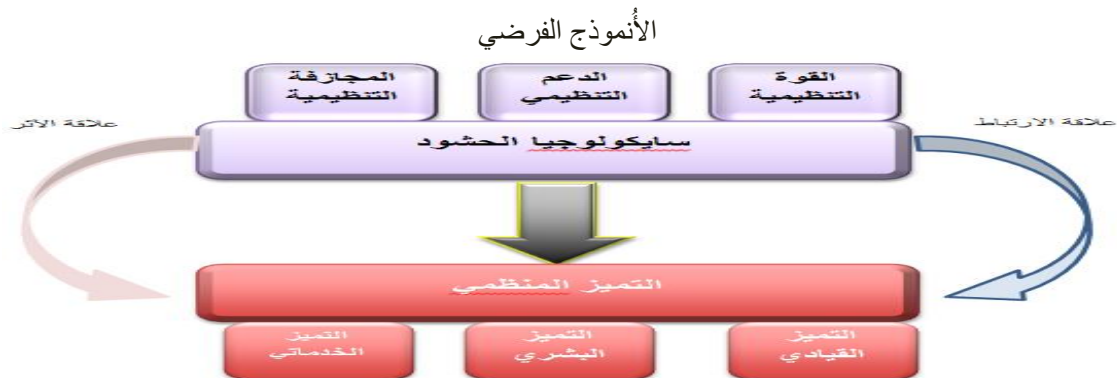 الأُنموذج الفرضي
القوة
التنظيمية
الدعم
التنظيمي
المجازفة
التنظيمية
علاقة الارتباط
علاقة الأثر
سايكولوجيا الحشود
التميز المنظمي
التميز
القيادي
التميز
البشري
التميز
الخدماتي